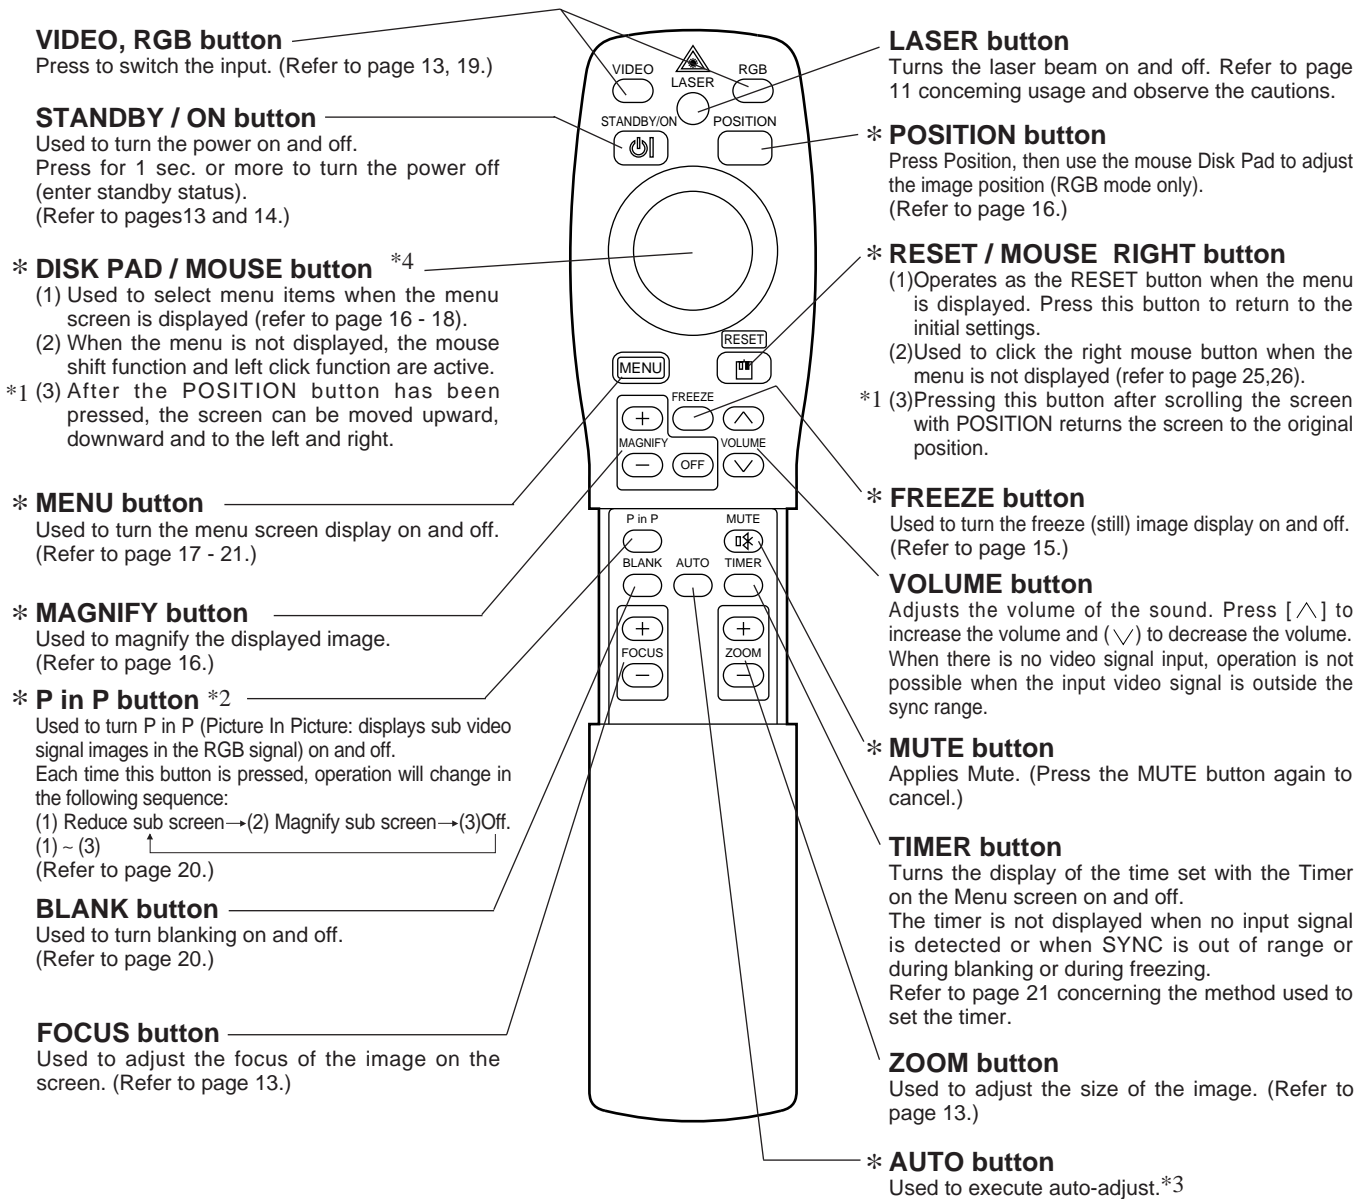 VIDEO, RGB button
Press to switch the input. (Refer to page 13, 19.)
STANDBY / ON button
Used to turn the power on and off.
Press for 1 sec. or more to turn the power off
(enter standby status).
(Refer to pages13 and 14.)
* DISK PAD / MOUSE button *4
(1) Used to select menu items when the menu
screen is displayed (refer to page 16 - 18).
(2) When the menu is not displayed, the mouse
shift function and left click function are active.
*1 (3) After the POSITION button has been
pressed, the screen can be moved upward,
downward and to the left and right.
* MENU button
Used to turn the menu screen display on and off.
(Refer to page 17 - 21.)
* MAGNIFY button
Used to magnify the displayed image.
(Refer to page 16.)
* P in P button *2
Used to turn P in P (Picture In Picture: displays sub video
signal images in the RGB signal) on and off.
Each time this button is pressed, operation will change in
the following sequence:
(1) Reduce sub screen→(2) Magnify sub screen→(3)Off.
(1) ~ (3)
(Refer to page 20.)
BLANK button
Used to turn blanking on and off.
(Refer to page 20.)
FOCUS button
Used to adjust the focus of the image on the
screen. (Refer to page 13.)
VIDEO
LASER
RGB
STANDBY/ON
POSITION
RESET
MENU
FREEZE
MAGNIFY
OFF
VOLUME
P in P
MUTE
BLANK AUTO TIMER
FOCUS
ZOOM
LASER button
Turns the laser beam on and off. Refer to page
11 conceming usage and observe the cautions.
* POSITION button
Press Position, then use the mouse Disk Pad to adjust
the image position (RGB mode only).
(Refer to page 16.)
* RESET / MOUSE RIGHT button
(1)Operates as the RESET button when the menu
is displayed. Press this button to return to the
initial settings.
(2)Used to click the right mouse button when the
menu is not displayed (refer to page 25,26).
*1 (3)Pressing this button after scrolling the screen
with POSITION returns the screen to the original
position.
* FREEZE button
Used to turn the freeze (still) image display on and off.
(Refer to page 15.)
VOLUME button
Adjusts the volume of the sound. Press [ ∧ ] to
increase the volume and ( ∨ ) to decrease the volume.
When there is no video signal input, operation is not
possible when the input video signal is outside the
sync range.
* MUTE button
Applies Mute. (Press the MUTE button again to
cancel.)
TIMER button
Turns the display of the time set with the Timer
on the Menu screen on and off.
The timer is not displayed when no input signal
is detected or when SYNC is out of range or
during blanking or during freezing.
Refer to page 21 concerning the method used to
set the timer.
ZOOM button
Used to adjust the size of the image. (Refer to
page 13.)
* AUTO button
Used to execute auto-adjust.*3